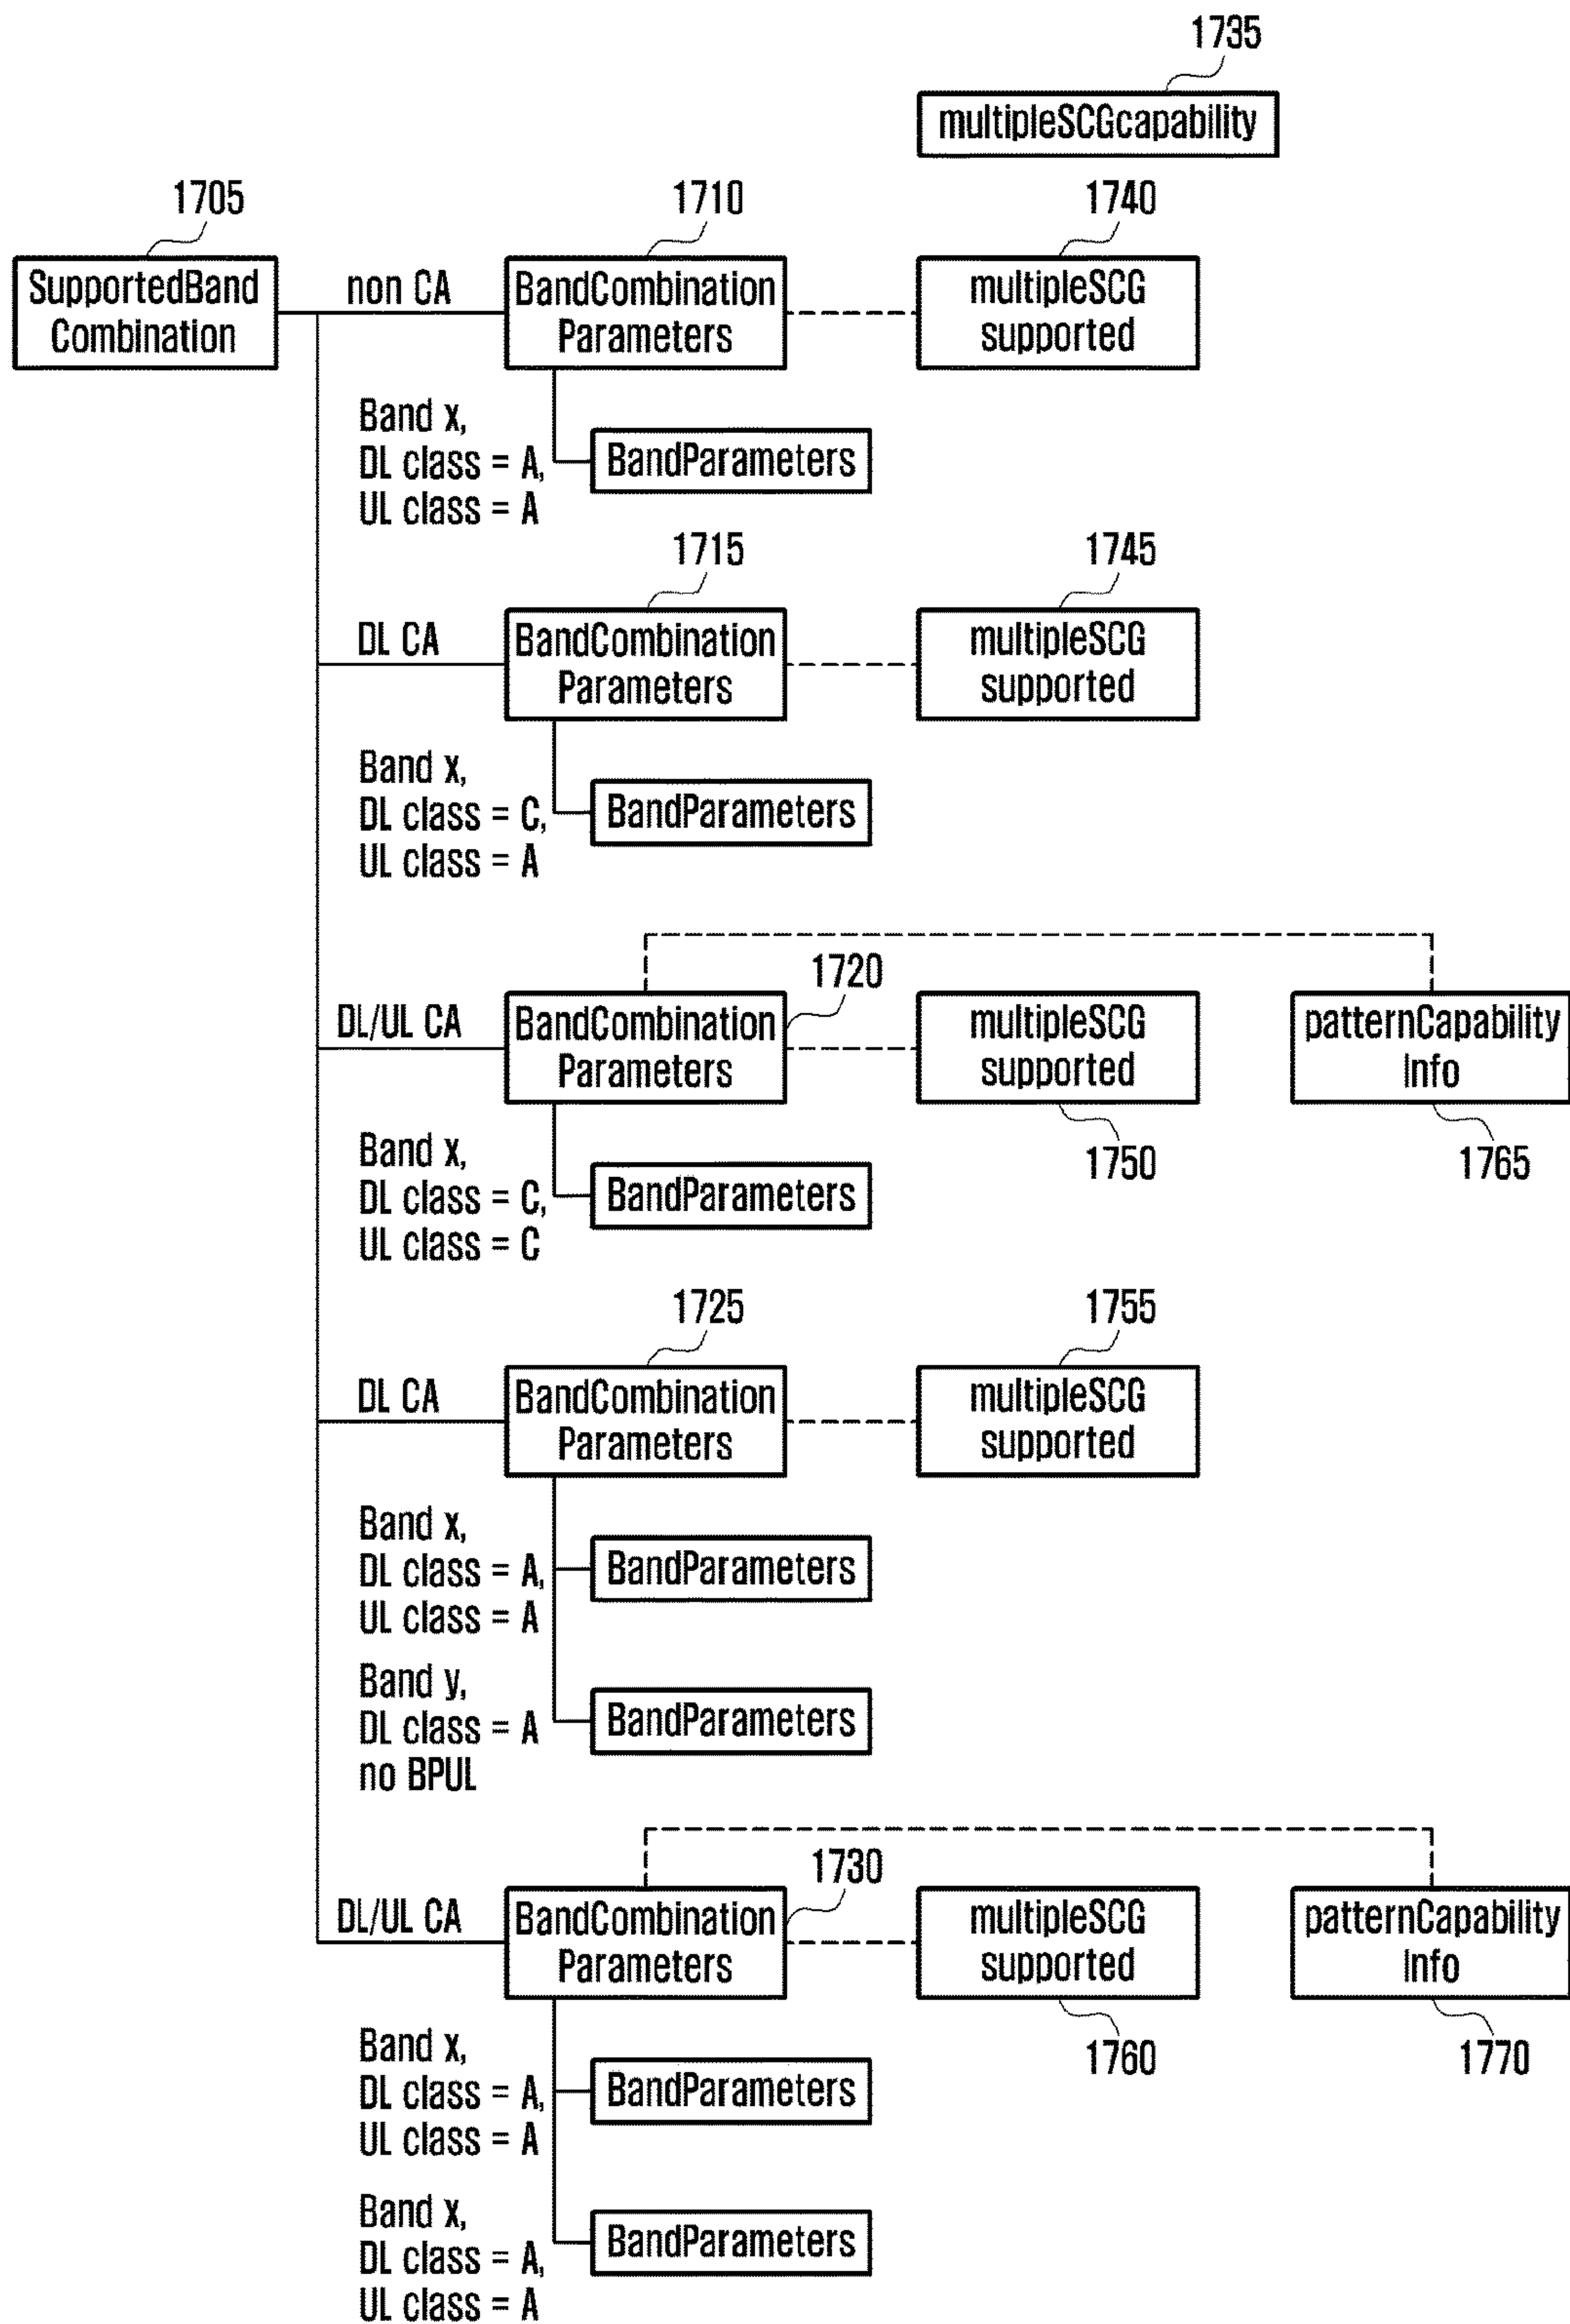 1735
multipleSCGcapability
1705
1710
1740
SupportedBand
Combination
non CA
BandCombination
Parameters
multipleSCG
supported
Band x,
DL class = A,
UL class = A
BandParameters
1715
1745
DL CA
BandCombination
Parameters
multipleSCG
supported
Band x,
DL class = C,
UL class = A
BandParameters
1720
DL/UL CA
BandCombination
Parameters
multipleSCG
supported
patternCapability
Info
1750
1765
Band x,
DL class = C,
UL class = C
BandParameters
1725
1755
DL CA
BandCombination
Parameters
multipleSCG
supported
Band x,
DL class = A,
UL class = A
BandParameters
Band y,
DL class = A
no BPUL
BandParameters
1730
DL/UL CA
BandCombination
Parameters
multipleSCG
supported
patternCapability
Info
1760
1770
Band x,
DL class = A,
UL class = A
BandParameters
Band x,
DL class = A,
UL class = A
BandParameters